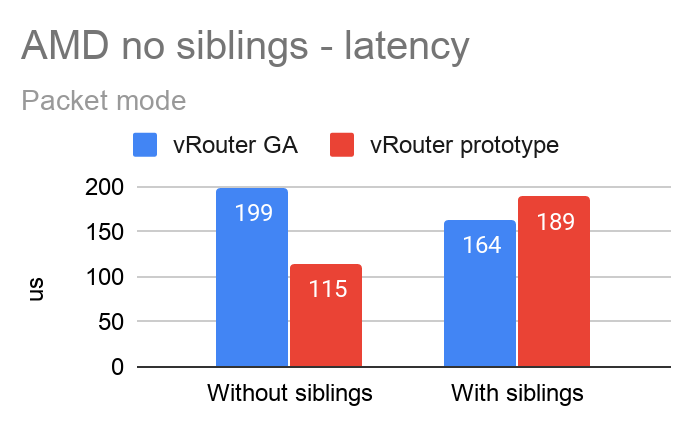 AMD no siblings - latency
Packet mode
vRouter GA vRouter prototype
200
150
100
50
0
us
199
115
164
189
Without siblings With siblings